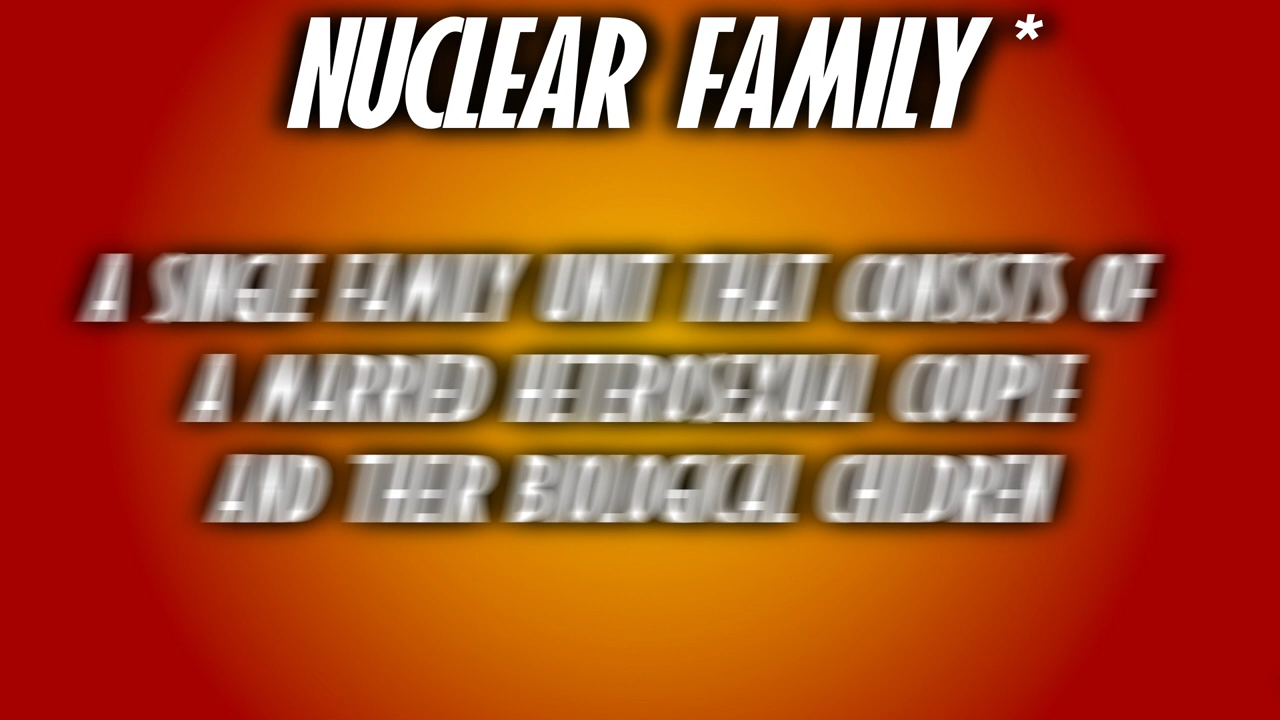 NUCLEAR FAMILY *
A SINGLE FAMILY UNIT THAT CONSISTS OF
A MARRIED HETEROSEXUAL COUPLE
AND THEIR BIOLOGICAL CHILDREN